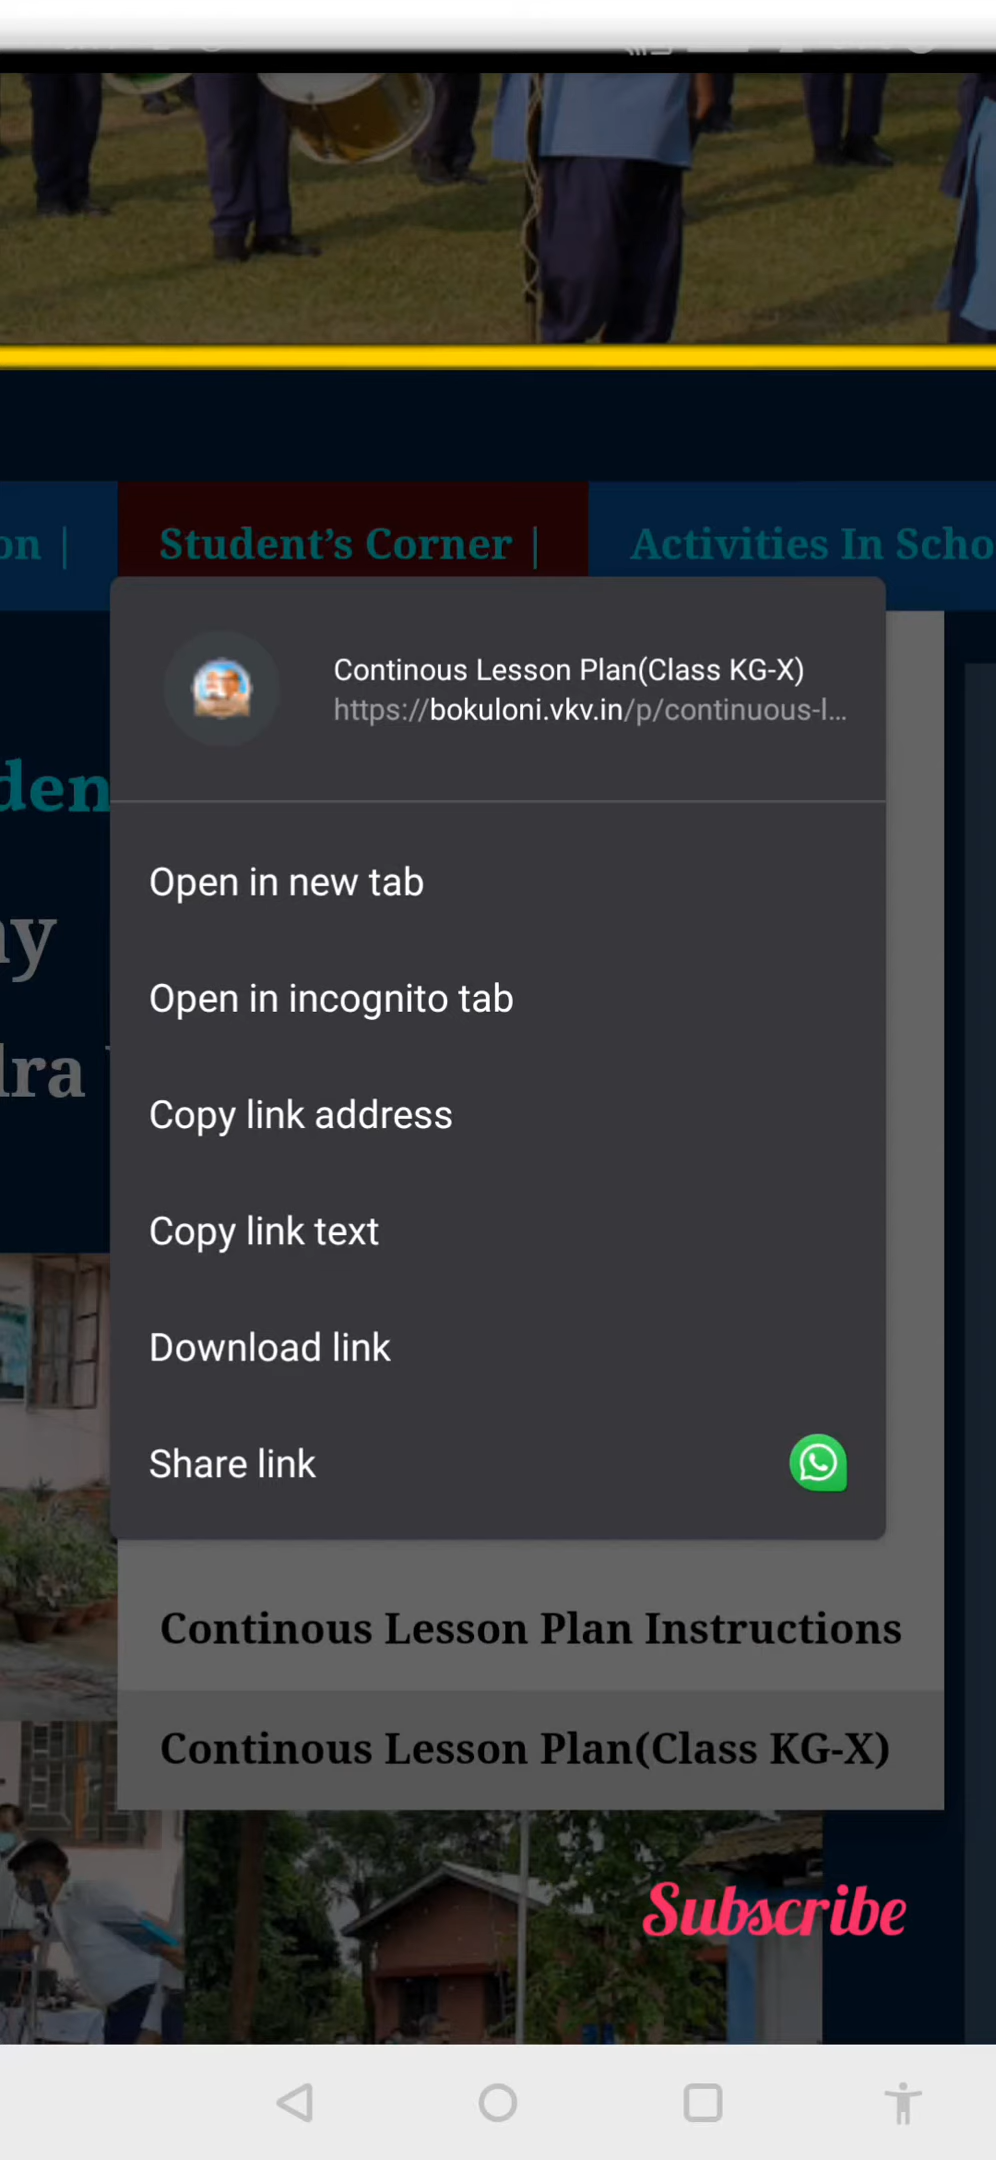 on |
Student’s Corner |
Activities In Scho
Continous Lesson Plan(Class KG-X)
https://bokuloni.vkv.in/p/continuous-l...
den
ny
dra
Open in new tab
Open in incognito tab
Copy link address
Copy link text
Download link
Share link
Continous Lesson Plan Instructions
Continous Lesson Plan(Class KG-X)
Subscribe